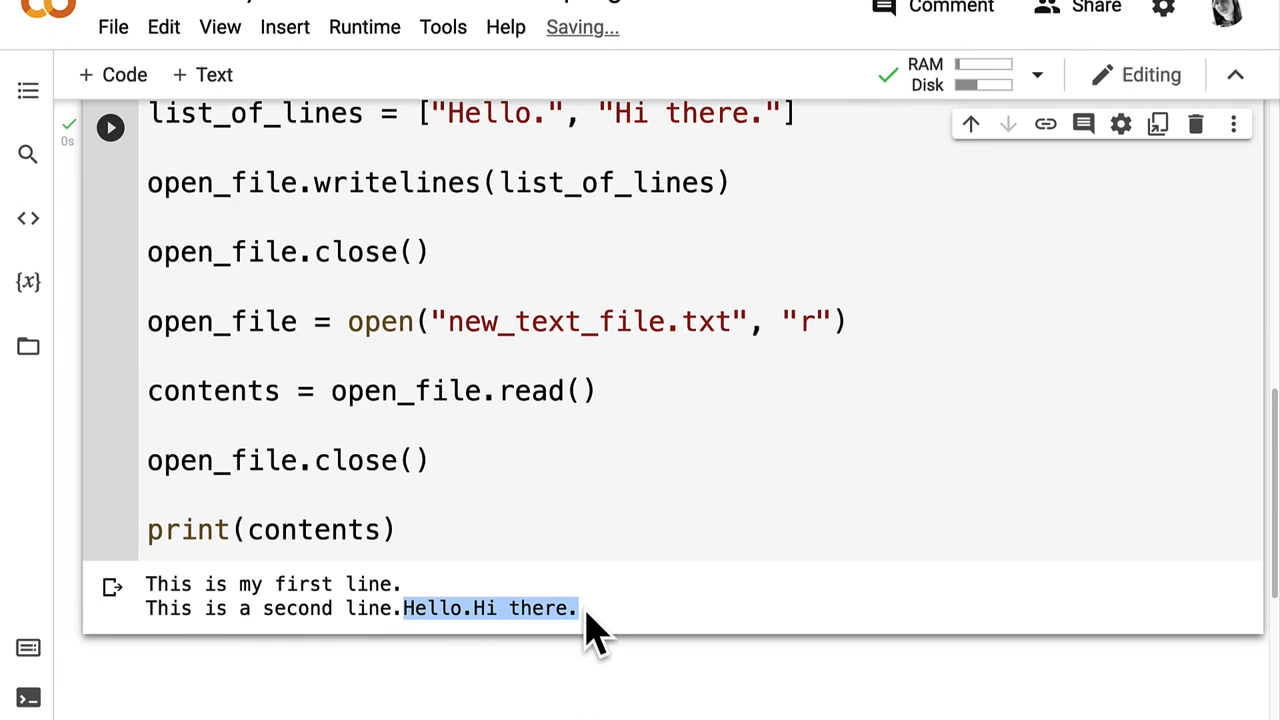 Comment Share
File Edit View Insert Runtime Tools Help Saving...
+ Code + Text
RAM
Disk
Editing
list_of_lines = ["Hello.", "Hi there."]
0s
open_file.writelines(list_of_lines)
open_file.close()
{x}
open_file = open("new_text_file.txt", "r")
contents = open_file.read()
open_file.close()
print(contents)
This is my first line.
This is a second line.Hello.Hi there.